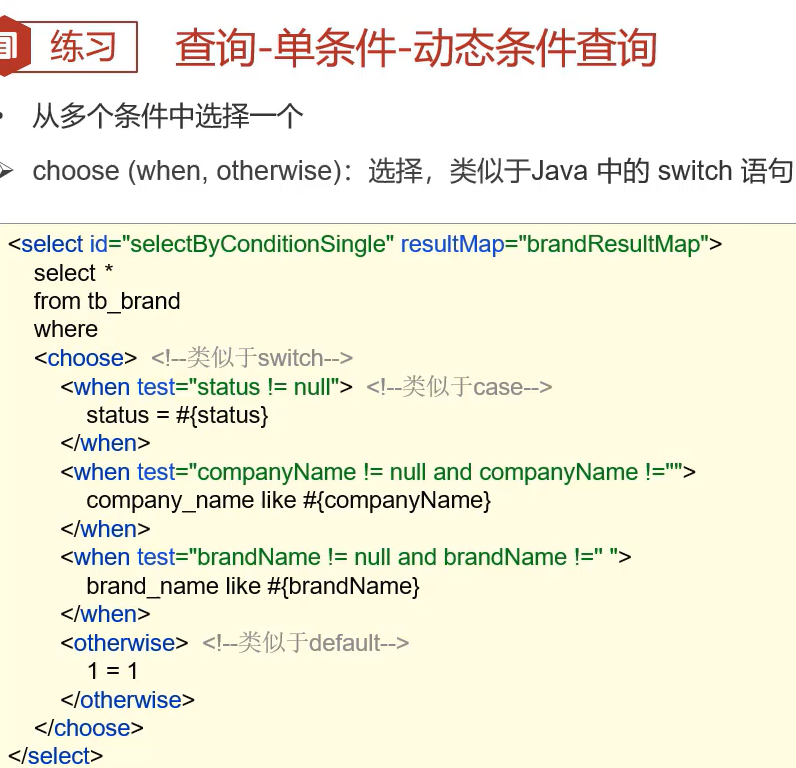 练习
查询-单条件-动态条件查询
• 从多个条件中选择一个
➢ choose (when, otherwise)：选择，类似于Java 中的 switch 语句
<select id="selectByConditionSingle" resultMap="brandResultMap">
    select *
    from tb_brand
    where
    <choose> <!--类似于switch-->
        <when test="status != null"> <!--类似于case-->
            status = #{status}
        </when>
        <when test="companyName != null and companyName !=''">
            company_name like #{companyName}
        </when>
        <when test="brandName != null and brandName !='' ">
            brand_name like #{brandName}
        </when>
        <otherwise> <!--类似于default-->
            1 = 1
        </otherwise>
    </choose>
</select>